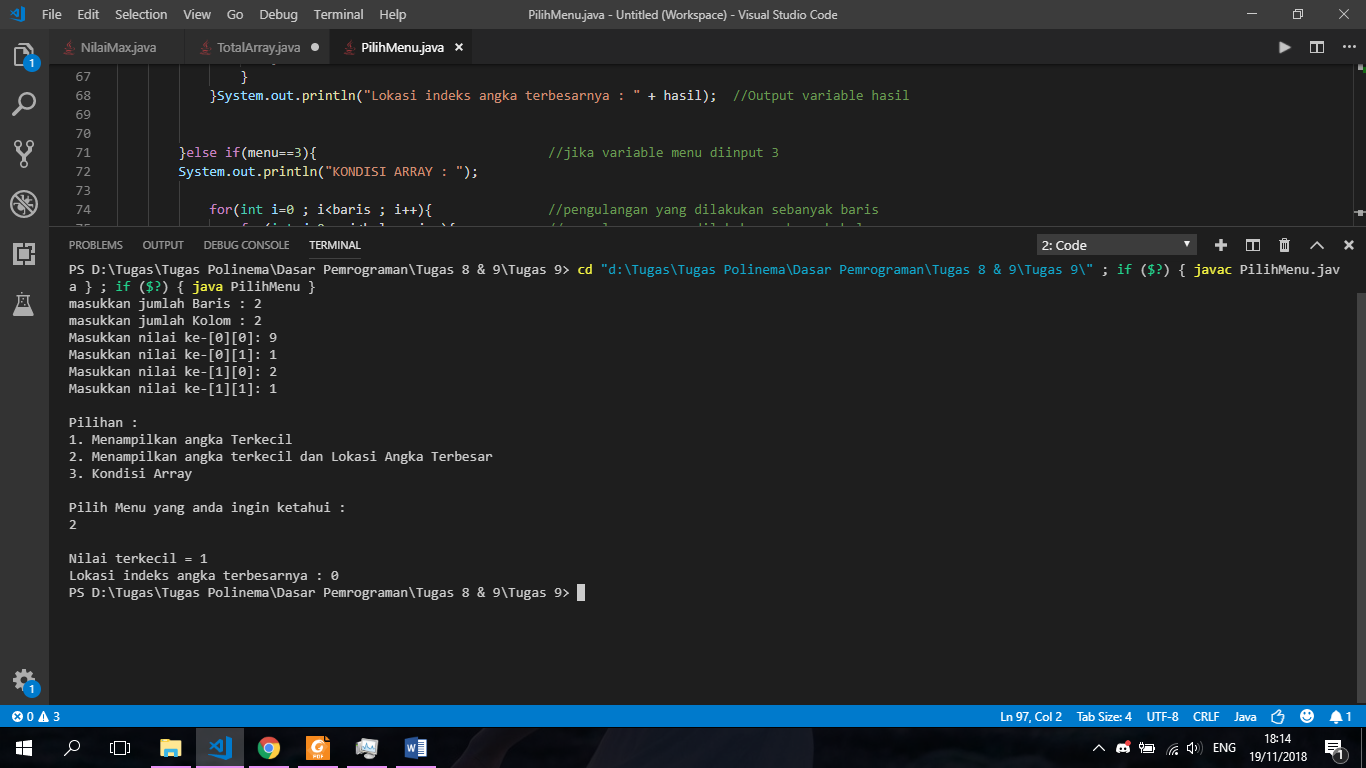 File Edit Selection View Go Debug Terminal Help
PilihMenu.java - Untitled (Workspace) - Visual Studio Code
NilaiMax.java
TotalArray.java
PilihMenu.java
67 }
68 }System.out.println("Lokasi indeks angka terbesarnya : " + hasil); //Output variable hasil
69
70
71 }else if(menu==3){ //jika variable menu diinput 3
72 System.out.println("KONDISI ARRAY : ");
73
74 for(int i=0 ; i<baris ; i++){ //pengulangan yang dilakukan sebanyak baris
PROBLEMS OUTPUT DEBUG CONSOLE TERMINAL
2: Code
PS D:\Tugas\Tugas Polinema\Dasar Pemrograman\Tugas 8 & 9\Tugas 9> cd "d:\Tugas\Tugas Polinema\Dasar Pemrograman\Tugas 8 & 9\Tugas 9\" ; if ($?) { javac PilihMenu.jav
a } ; if ($?) { java PilihMenu }
masukkan jumlah Baris : 2
masukkan jumlah Kolom : 2
Masukkan nilai ke-[0][0]: 9
Masukkan nilai ke-[0][1]: 1
Masukkan nilai ke-[1][0]: 2
Masukkan nilai ke-[1][1]: 1
Pilihan :
1. Menampilkan angka Terkecil
2. Menampilkan angka terkecil dan Lokasi Angka Terbesar
3. Kondisi Array
Pilih Menu yang anda ingin ketahui :
2
Nilai terkecil = 1
Lokasi indeks angka terbesarnya : 0
PS D:\Tugas\Tugas Polinema\Dasar Pemrograman\Tugas 8 & 9\Tugas 9>
1
1
0 3
Ln 97, Col 2 Tab Size: 4 UTF-8 CRLF Java 1
ENG
18:14
19/11/2018
1